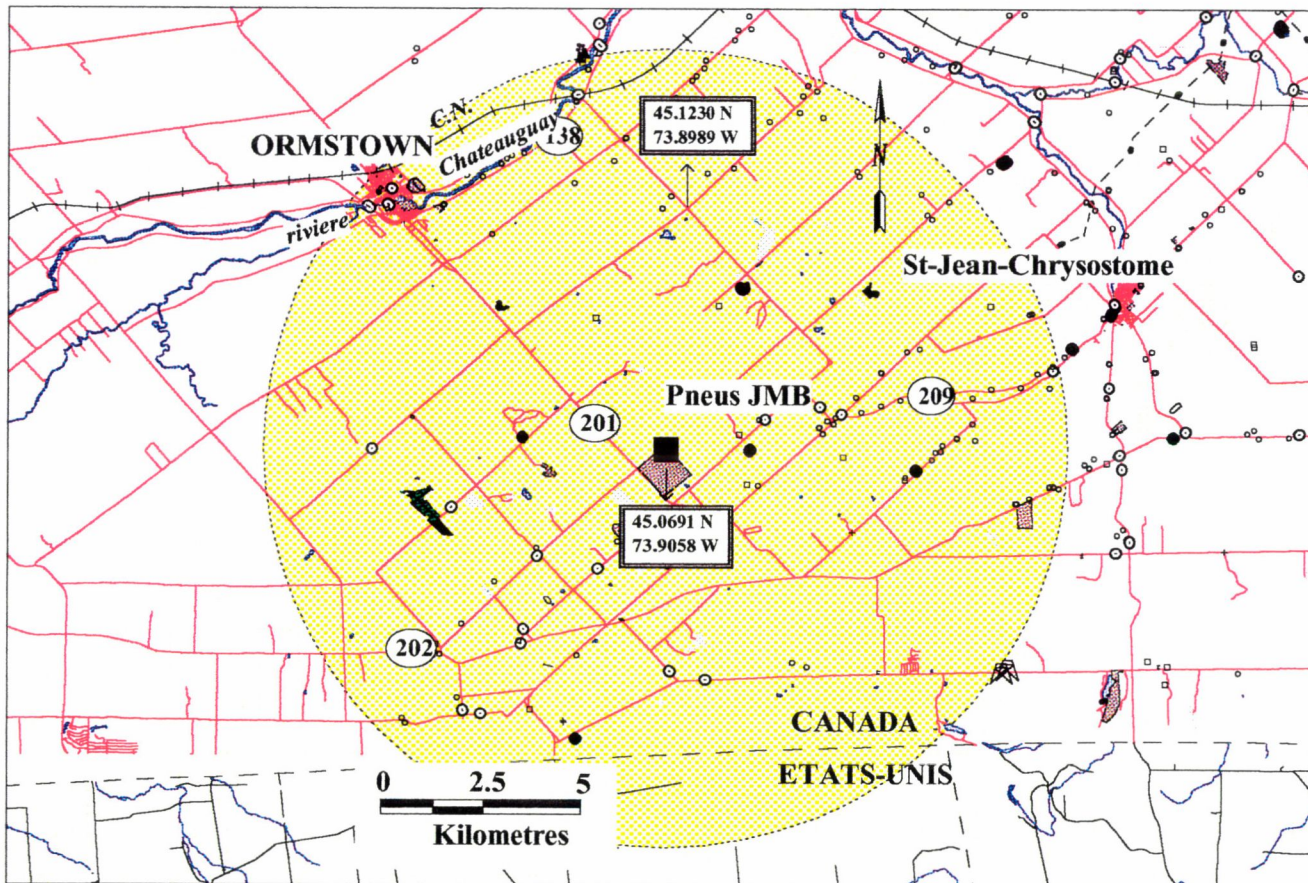 C.N.
45.1230 N
73.8989 W
138
ORMSTOWN
Chateauguay
N
riviere
St-Jean-Chrysostome
Pneus JMB
209
201
45.0691 N
73.9058 W
202
CANADA
ETATS-UNIS
0 2.5 5
Kilometres